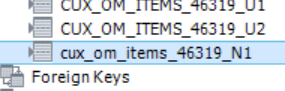 CUX_OM_ITEMS_46319_U1
CUX_OM_ITEMS_46319_U2
cux_om_items_46319_N1
Foreign Keys